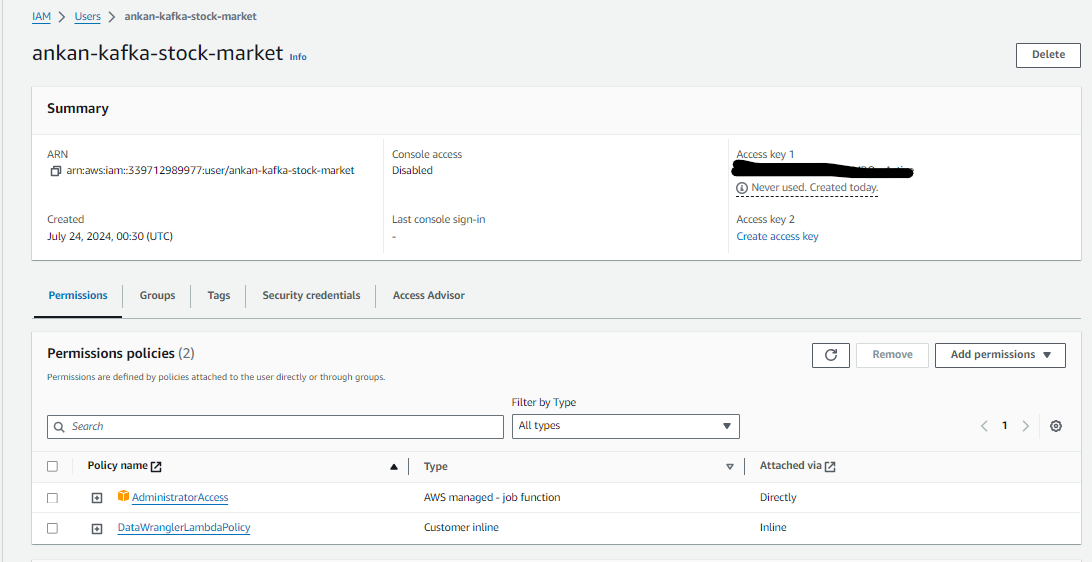 IAM > Users > ankan-kafka-stock-market
ankan-kafka-stock-market Info
Delete
Summary
ARN
arn:aws:iam::339712989977:user/ankan-kafka-stock-market
Console access
Disabled
Access key 1
Never used. Created today.
Created
July 24, 2024, 00:30 (UTC)
Last console sign-in
-
Access key 2
Create access key
Permissions
Groups
Tags
Security credentials
Access Advisor
Permissions policies (2)
Remove
Add permissions
Permissions are defined by policies attached to the user directly or through groups.
Filter by Type
Search
All types
1
Policy name
Type
Attached via
AdministratorAccess
AWS managed - job function
Directly
DataWranglerLambdaPolicy
Customer inline
Inline